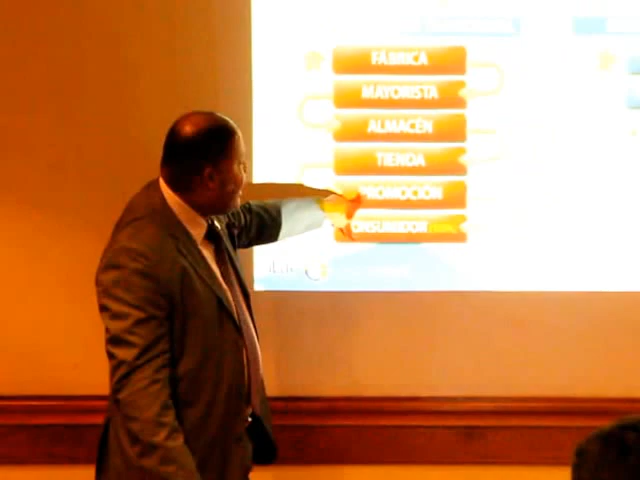 FÁBRICA
MAYORISTA
ALMACÉN
TIENDA
PROMOCIÓN
CONSUMIDOR